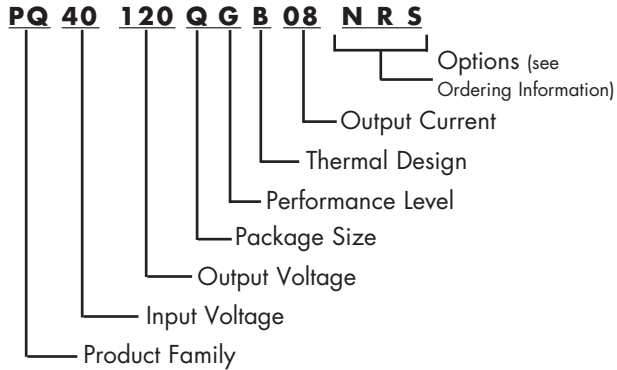 PQ 40 120 Q G B 08 N R S
Options (see
Ordering Information)
Output Current
Thermal Design
Performance Level
Package Size
Output Voltage
Input Voltage
Product Family